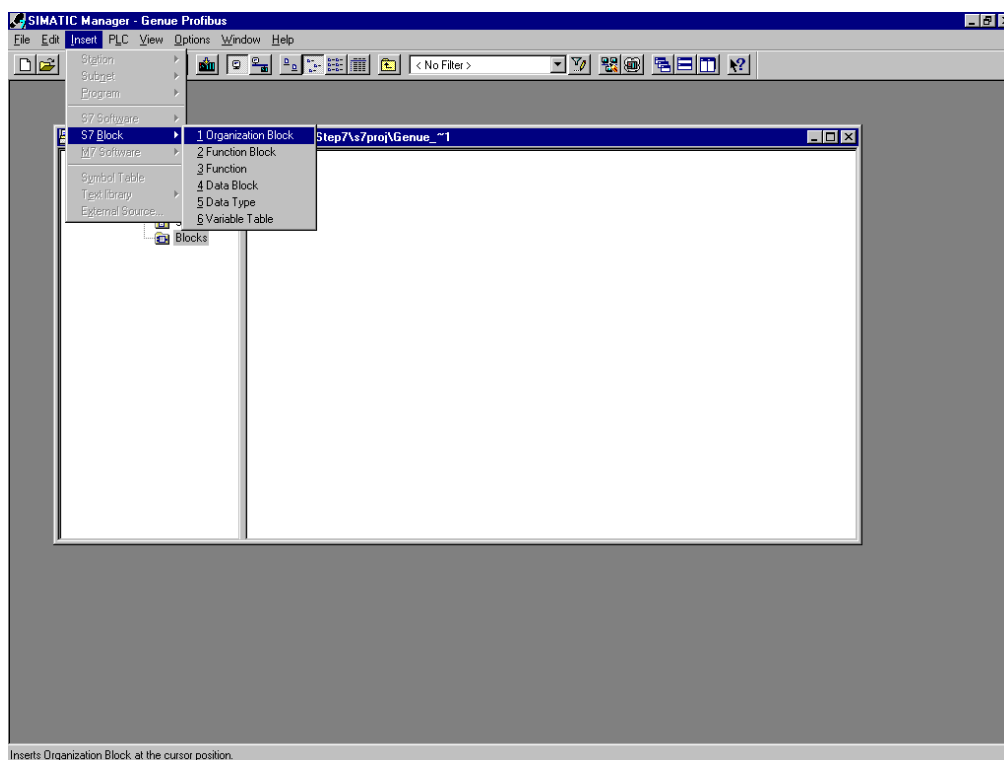 SIMATIC Manager - Genue Profibus
File Edit Insert PLC View Options Window Help
< No Filter >
Station
Subnet
Program
S7 Software
S7 Block
M7 Software
Symbol Table
Text library
External Source...
1 Organization Block
2 Function Block
3 Function
4 Data Block
5 Data Type
6 Variable Table
Step7\s7proj\Genue_~1
Blocks
Inserts Organization Block at the cursor position.